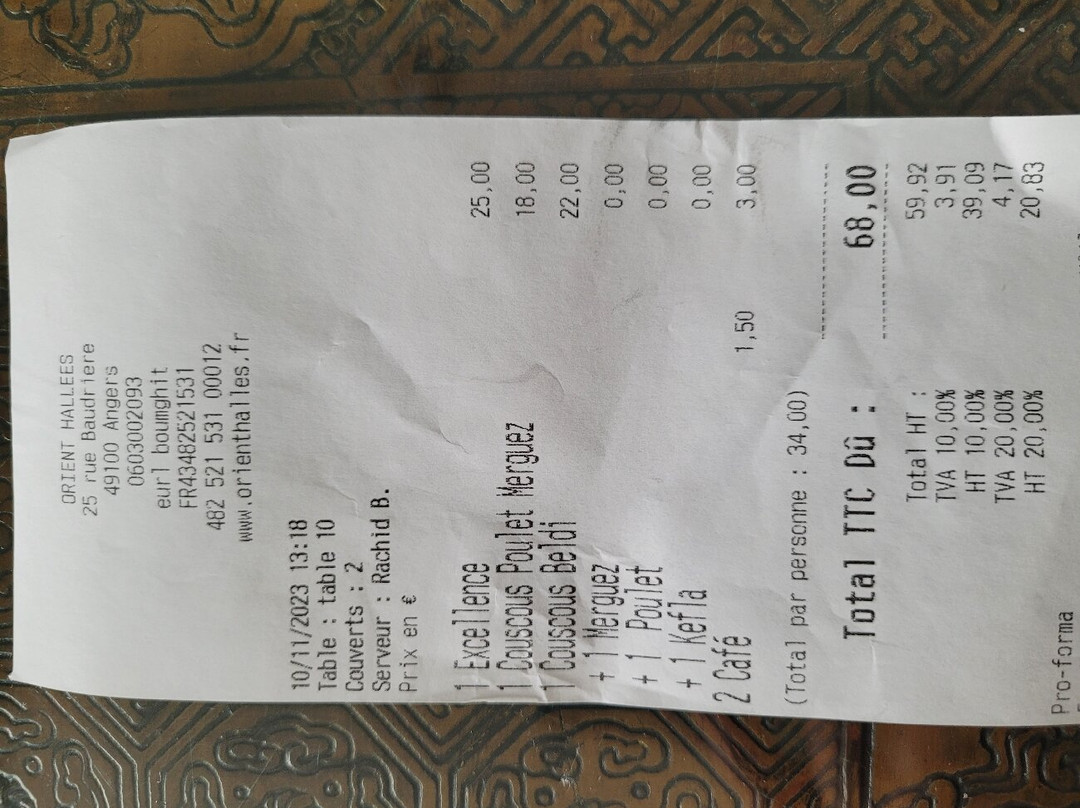 ORIENT HALLEES
25 rue Baudriere
49100 Angers
0603002093
eurl boumghit
FR43482521531
482 521 531 00012
www.orienthalles.fr
10/11/2023 13:18
Table : table 10
Couverts : 2
Serveur : Rachid B.
Prix en €
1 Excellence 25,00
1 Couscous Poulet Merguez 18,00
1 Couscous Beldi 22,00
+ 1 Merguez 0,00
+ 1 Poulet 0,00
+ 1 Kefla 0,00
2 Café 1,50 3,00
(Total par personne : 34,00)
Total TTC Dû : 68,00
Total HT : 59,92
TVA 10,00% 3,91
HT 10,00% 39,09
TVA 20,00% 4,17
HT 20,00% 20,83
Pro-forma